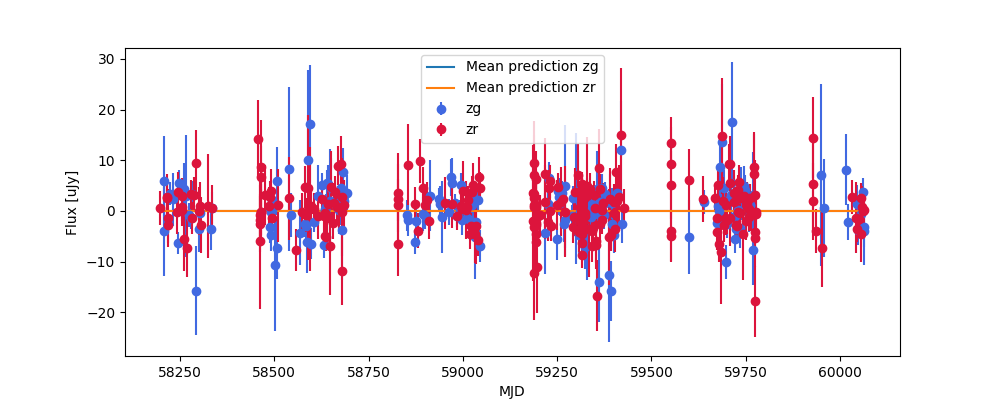 Mean prediction zg
Mean prediction zr
zg
zr
Flux [uJy]
30
20
10
0
−10
−20
58250
58500
58750
59000
59250
59500
59750
60000
MJD